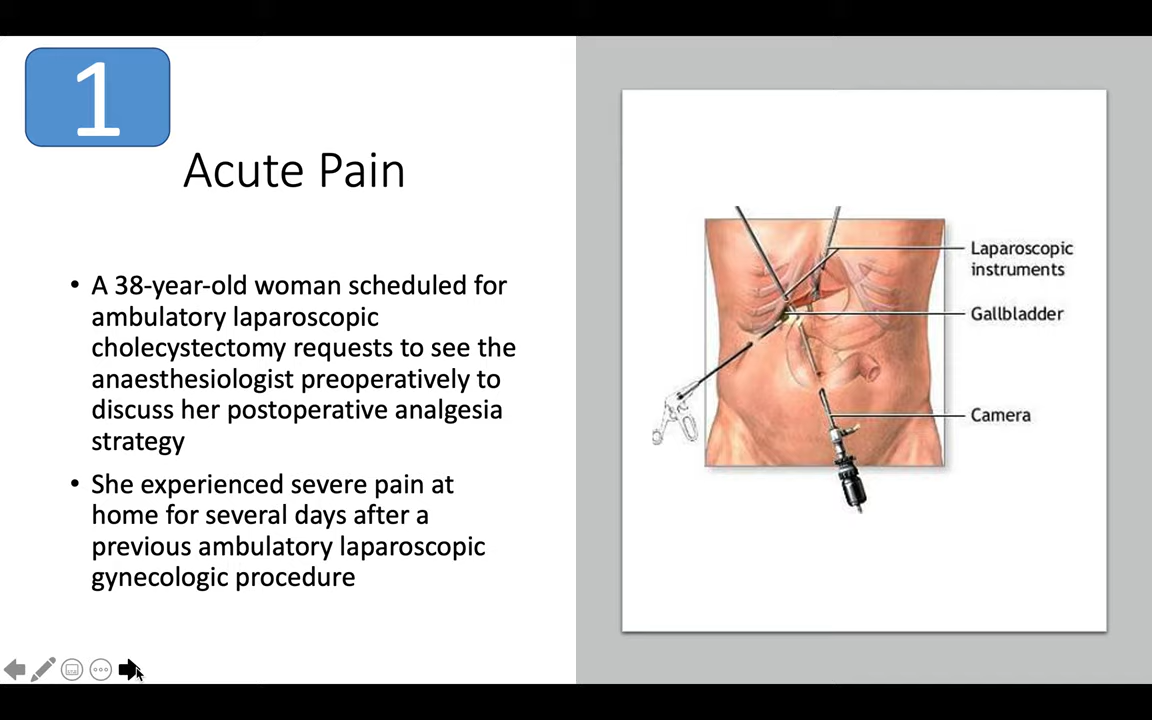 1
Acute Pain
• A 38-year-old woman scheduled for
ambulatory laparoscopic
cholecystectomy requests to see the
anaesthesiologist preoperatively to
discuss her postoperative analgesia
strategy
• She experienced severe pain at
home for several days after a
previous ambulatory laparoscopic
gynecologic procedure
Laparoscopic
instruments
Gallbladder
Camera